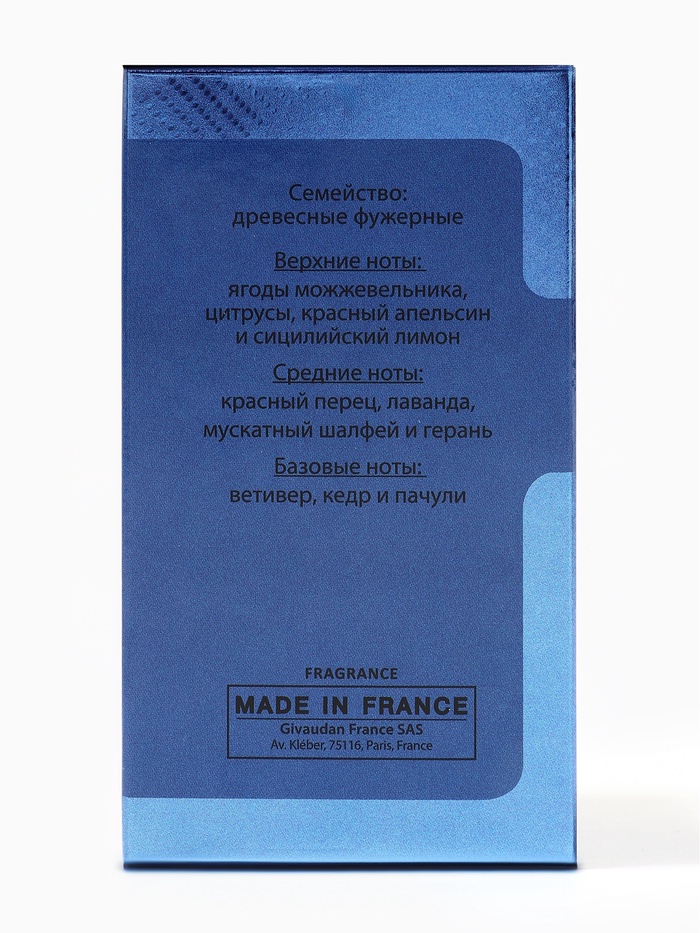 Семейство:
древесные фужерные
Верхние ноты:
ягоды можжевельника,
цитрусы, красный апельсин
и сицилийский лимон
Средние ноты:
красный перец, лаванда,
мускатный шалфей и герань
Базовые ноты:
ветивер, кедр и пачули
FRAGRANCE
MADE IN FRANCE
Givaudan France SAS
Av. Kléber, 75116, Paris, France